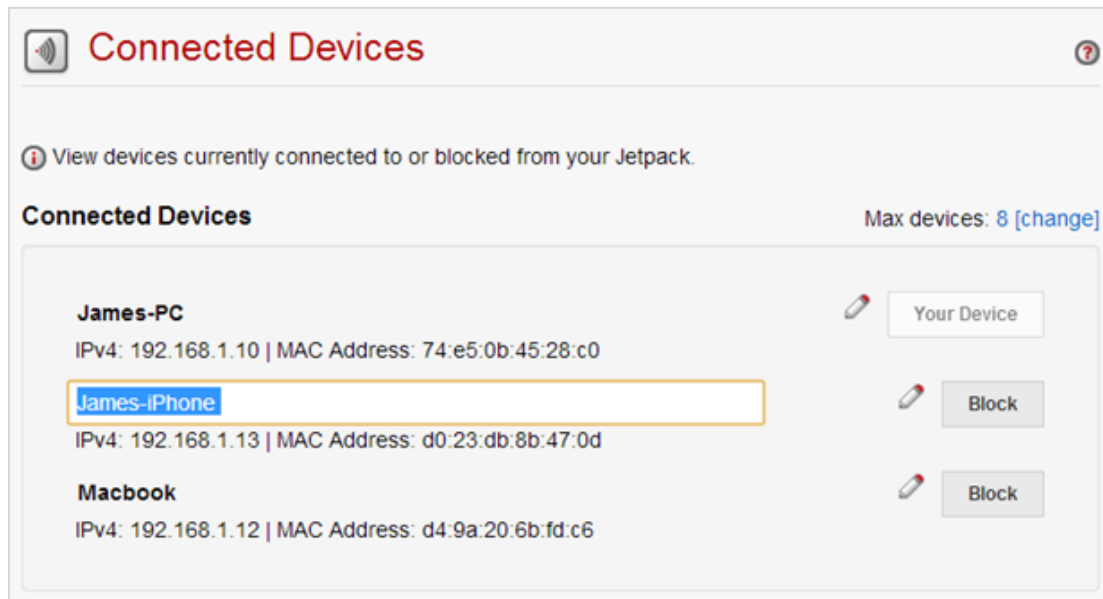 Connected Devices
View devices currently connected to or blocked from your Jetpack.
Connected Devices
Max devices: 8 [change]
James-PC
Your Device
IPv4: 192.168.1.10 | MAC Address: 74:e5:0b:45:28:c0
James-iPhone
Block
IPv4: 192.168.1.13 | MAC Address: d0:23:db:8b:47:0d
Macbook
Block
IPv4: 192.168.1.12 | MAC Address: d4:9a:20:6b:fd:c6